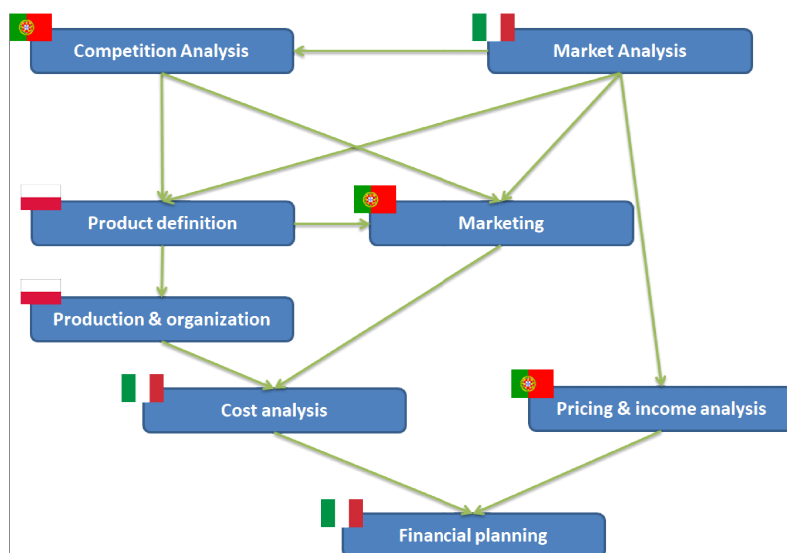 Competition Analysis
Market Analysis
Product definition
Marketing
Production & organization
Cost analysis
Pricing & income analysis
Financial planning